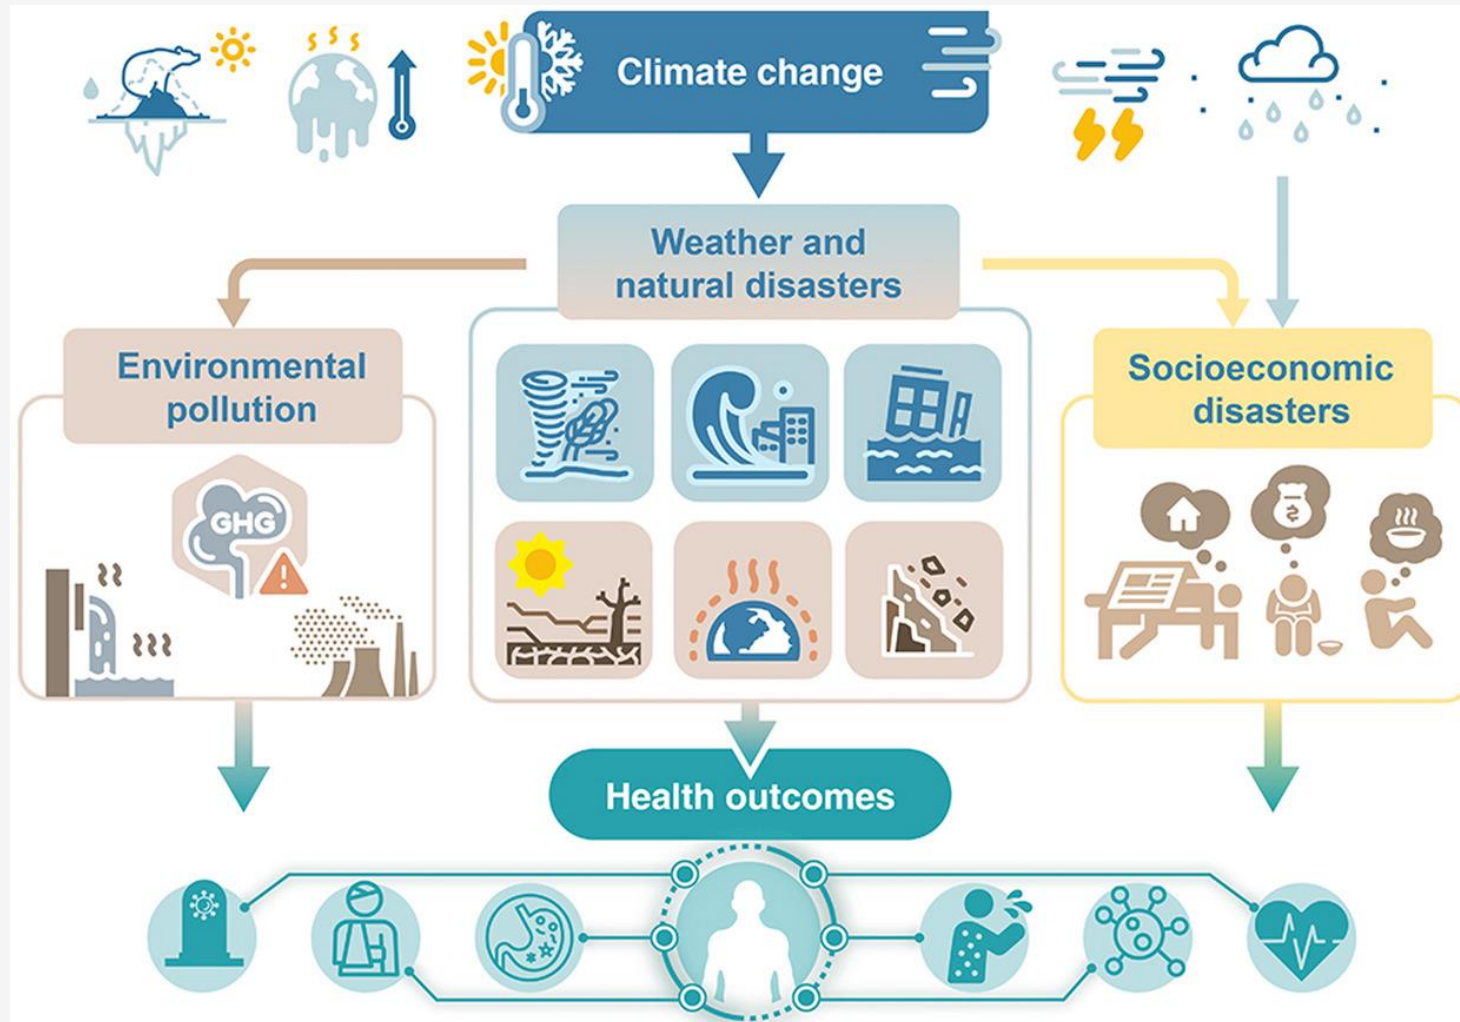 Climate change
Weather and
natural disasters
Environmental
pollution
Socioeconomic
disasters
GHG
!
$
Health outcomes